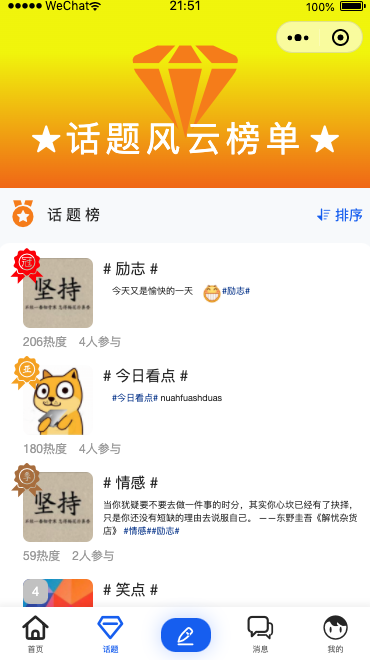 WeChat 21:51 100%
★话题风云榜单★
话题榜 排序
冠
# 励志 #
今天又是愉快的一天 #励志#
坚持
206热度 4人参与
# 今日看点 #
#今日看点# nuahfuashduas
180热度 4人参与
# 情感 #
当你犹疑要不要去做一件事的时分，其实你心坎已经有了抉择，
只是你还没有短缺的理由去说服自己。 ——东野圭吾《解忧杂货
店》 #情感##励志#
坚持
59热度 2人参与
4
# 笑点 #
首页 话题 消息 我的